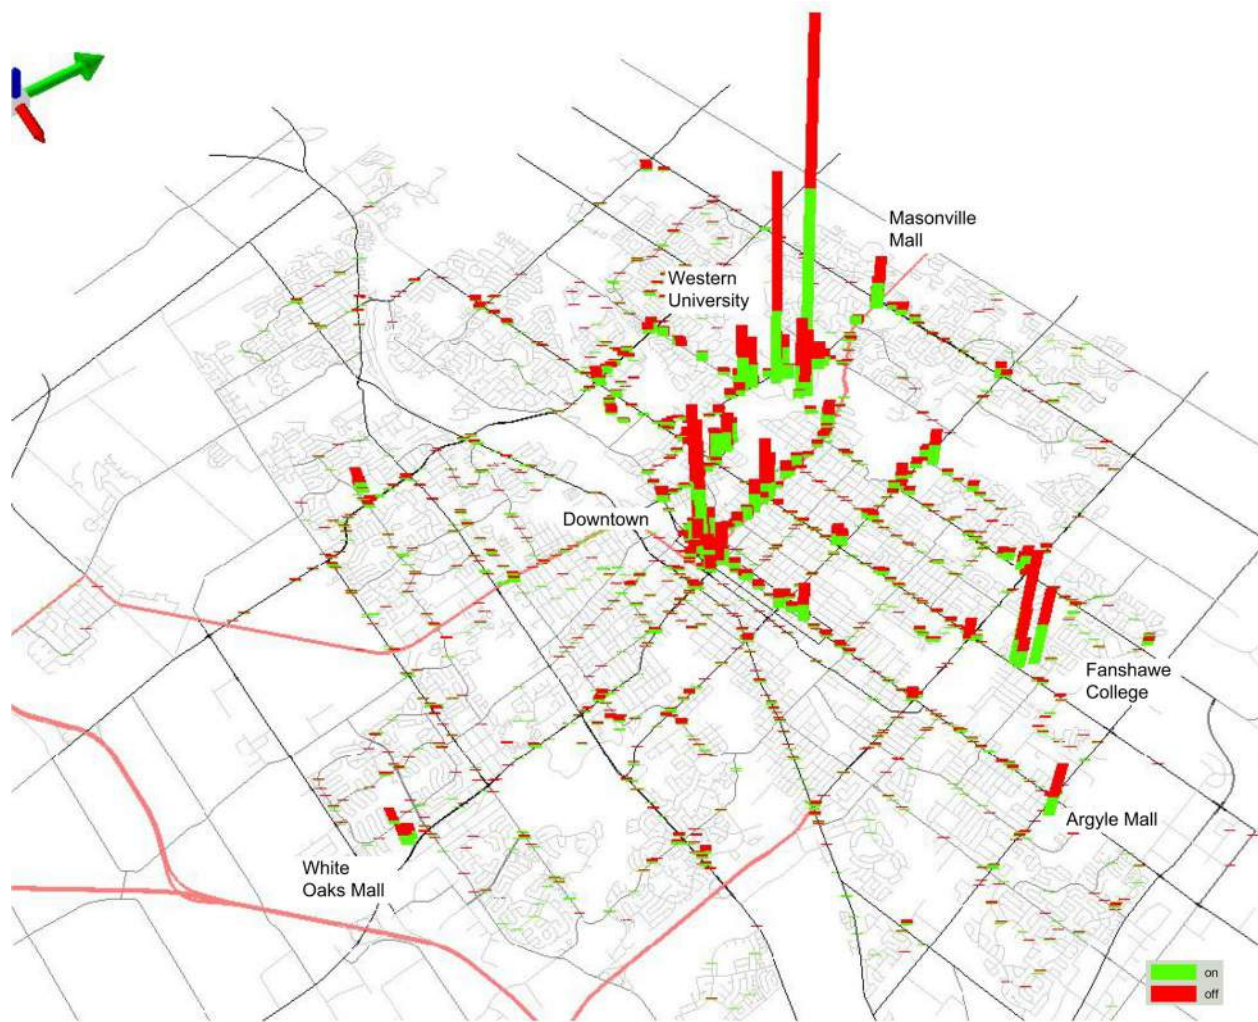 Masonville
Mall
Western
University
Downtown
Fanshawe
College
Argyle Mall
White
Oaks Mall
on
off